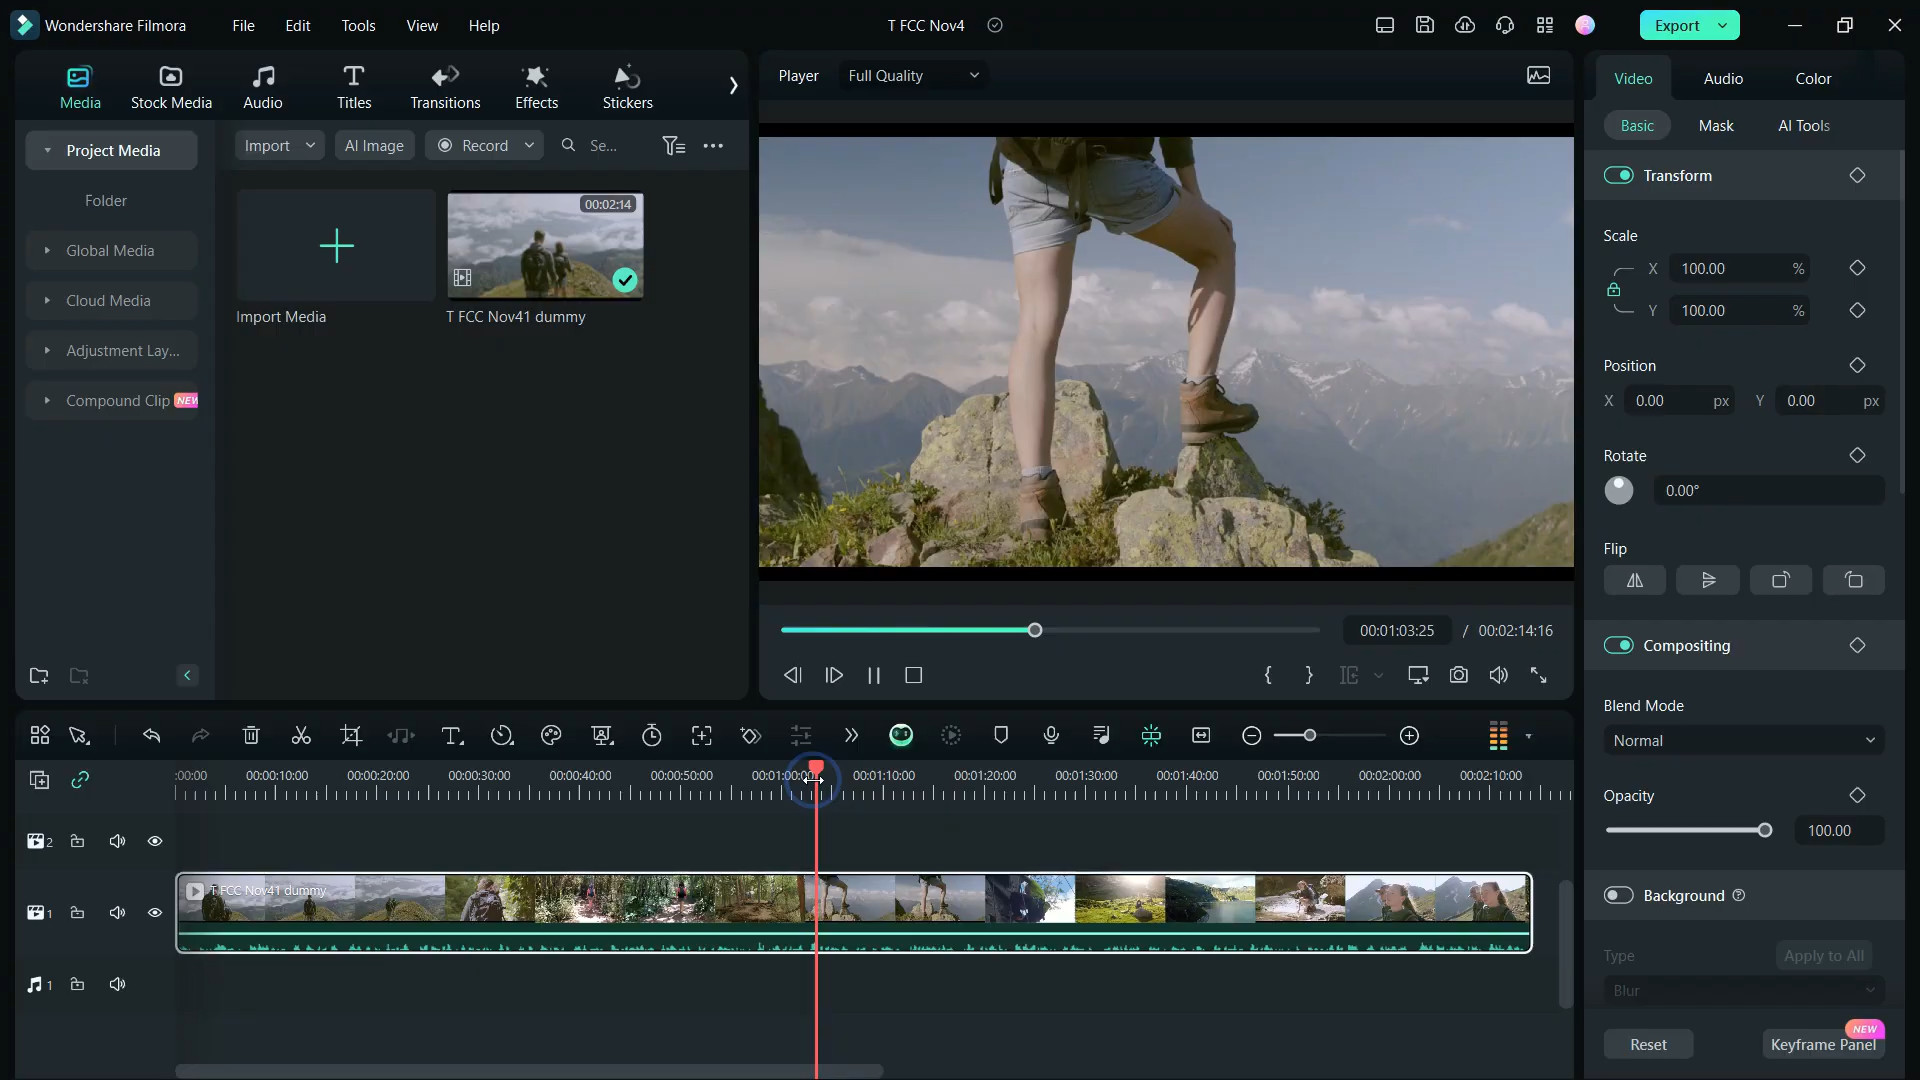 Wondershare Filmora
File
Edit
Tools
View
Help
T FCC Nov4
Export
Media
Stock Media
Audio
Titles
Transitions
Effects
Stickers
Player
Full Quality
Video
Audio
Color
Basic
Mask
AI Tools
Project Media
Import
AI Image
Record
Se...
Folder
Global Media
Cloud Media
Adjustment Lay...
Compound Clip
00:02:14
Import Media
T FCC Nov41 dummy
Transform
Scale
X 100.00 %
Y 100.00 %
Position
X 0.00 px Y 0.00 px
Rotate
0.00°
Flip
00:01:03:25 / 00:02:14:16
Compositing
Blend Mode
Normal
Opacity
100.00
Background
Type
Apply to All
Blur
NEW
Reset
Keyframe Panel
:00:00 00:00:10:00 00:00:20:00 00:00:30:00 00:00:40:00 00:00:50:00 00:01:00:00 00:01:10:00 00:01:20:00 00:01:30:00 00:01:40:00 00:01:50:00 00:02:00:00 00:02:10:00
2
T FCC Nov41 dummy
1
1